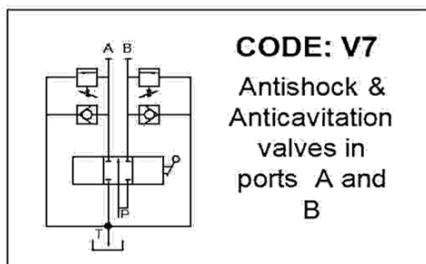 A B
CODE: V7
Antishock &
Anticavitation
valves in
ports A and
B
P
T